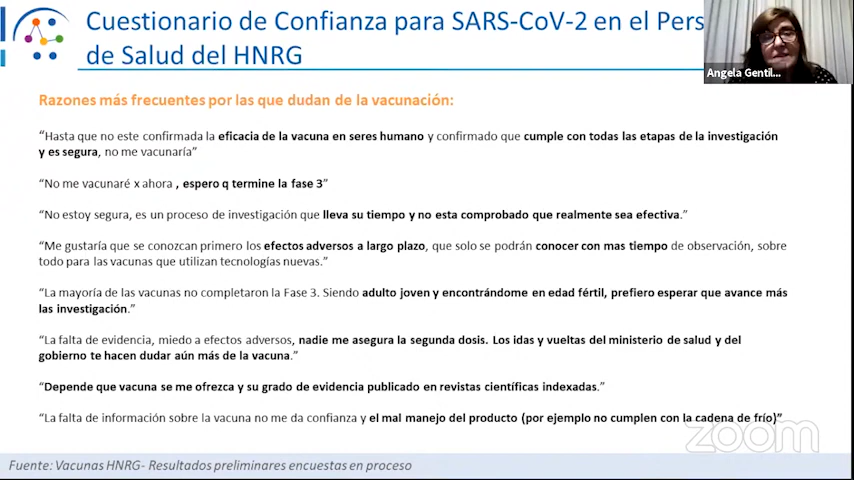 Cuestionario de Confianza para SARS-CoV-2 en el Pers
de Salud del HNRG
Angela Gentil...
Razones más frecuentes por las que dudan de la vacunación:
“Hasta que no este confirmada la eficacia de la vacuna en seres humano y confirmado que cumple con todas las etapas de la investigación
y es segura, no me vacunaría”
“No me vacunaré x ahora , espero q termine la fase 3”
“No estoy segura, es un proceso de investigación que lleva su tiempo y no esta comprobado que realmente sea efectiva.”
“Me gustaría que se conozcan primero los efectos adversos a largo plazo, que solo se podrán conocer con mas tiempo de observación, sobre
todo para las vacunas que utilizan tecnologías nuevas.”
“La mayoría de las vacunas no completaron la Fase 3. Siendo adulto joven y encontrándome en edad fértil, prefiero esperar que avance más
las investigación.”
“La falta de evidencia, miedo a efectos adversos, nadie me asegura la segunda dosis. Los idas y vueltas del ministerio de salud y del
gobierno te hacen dudar aún más de la vacuna.”
“Depende que vacuna se me ofrezca y su grado de evidencia publicado en revistas científicas indexadas.”
“La falta de información sobre la vacuna no me da confianza y el mal manejo del producto (por ejemplo no cumplen con la cadena de frío)”
zoom
Fuente: Vacunas HNRG- Resultados preliminares encuestas en proceso